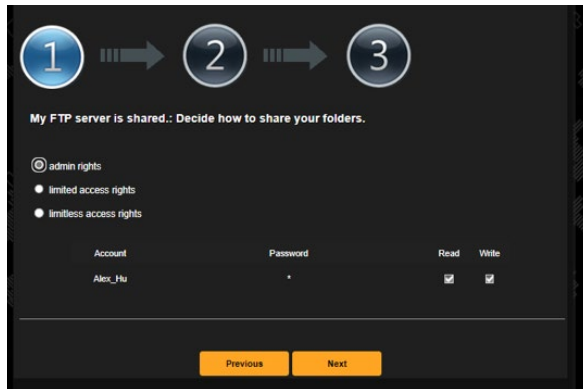 1 2 3
My FTP server is shared.: Decide how to share your folders.
admin rights
limited access rights
limitless access rights
Account Password Read Write
Alex_Hu *
Previous Next